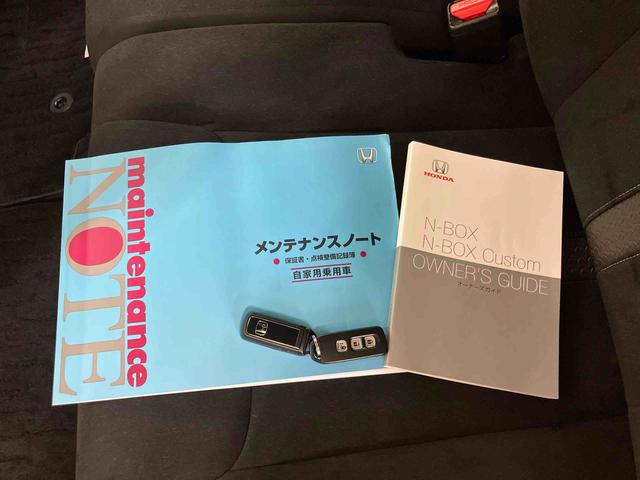 maintenance
NOTE
メンテナンスノート
保証書・点検整備記録簿
自家用乗用車
HONDA
N-BOX
N-BOX Custom
OWNER'S GUIDE
オーナーズガイド